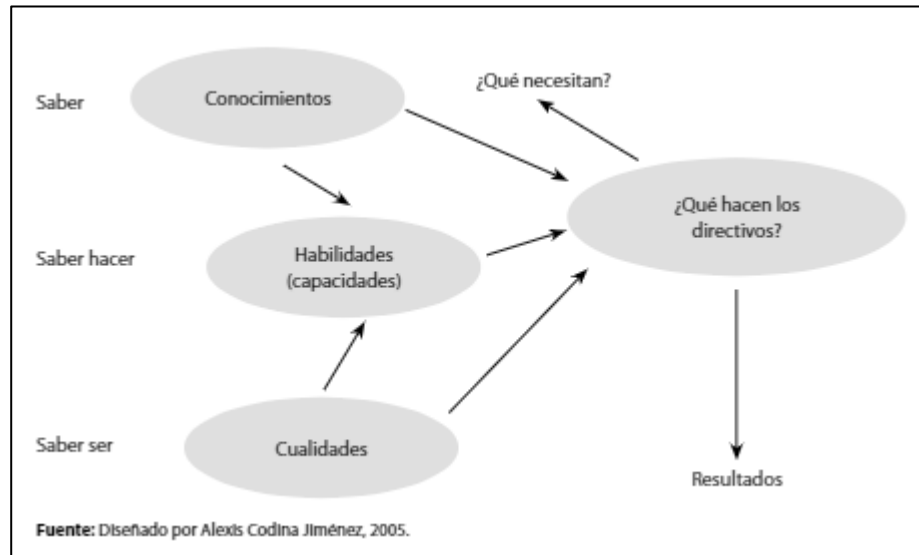 Saber
Conocimientos
¿Qué necesitan?
¿Qué hacen los
directivos?
Saber hacer
Habilidades
(capacidades)
Saber ser
Cualidades
Resultados
Fuente: Diseñado por Alexis Codina Jiménez, 2005.